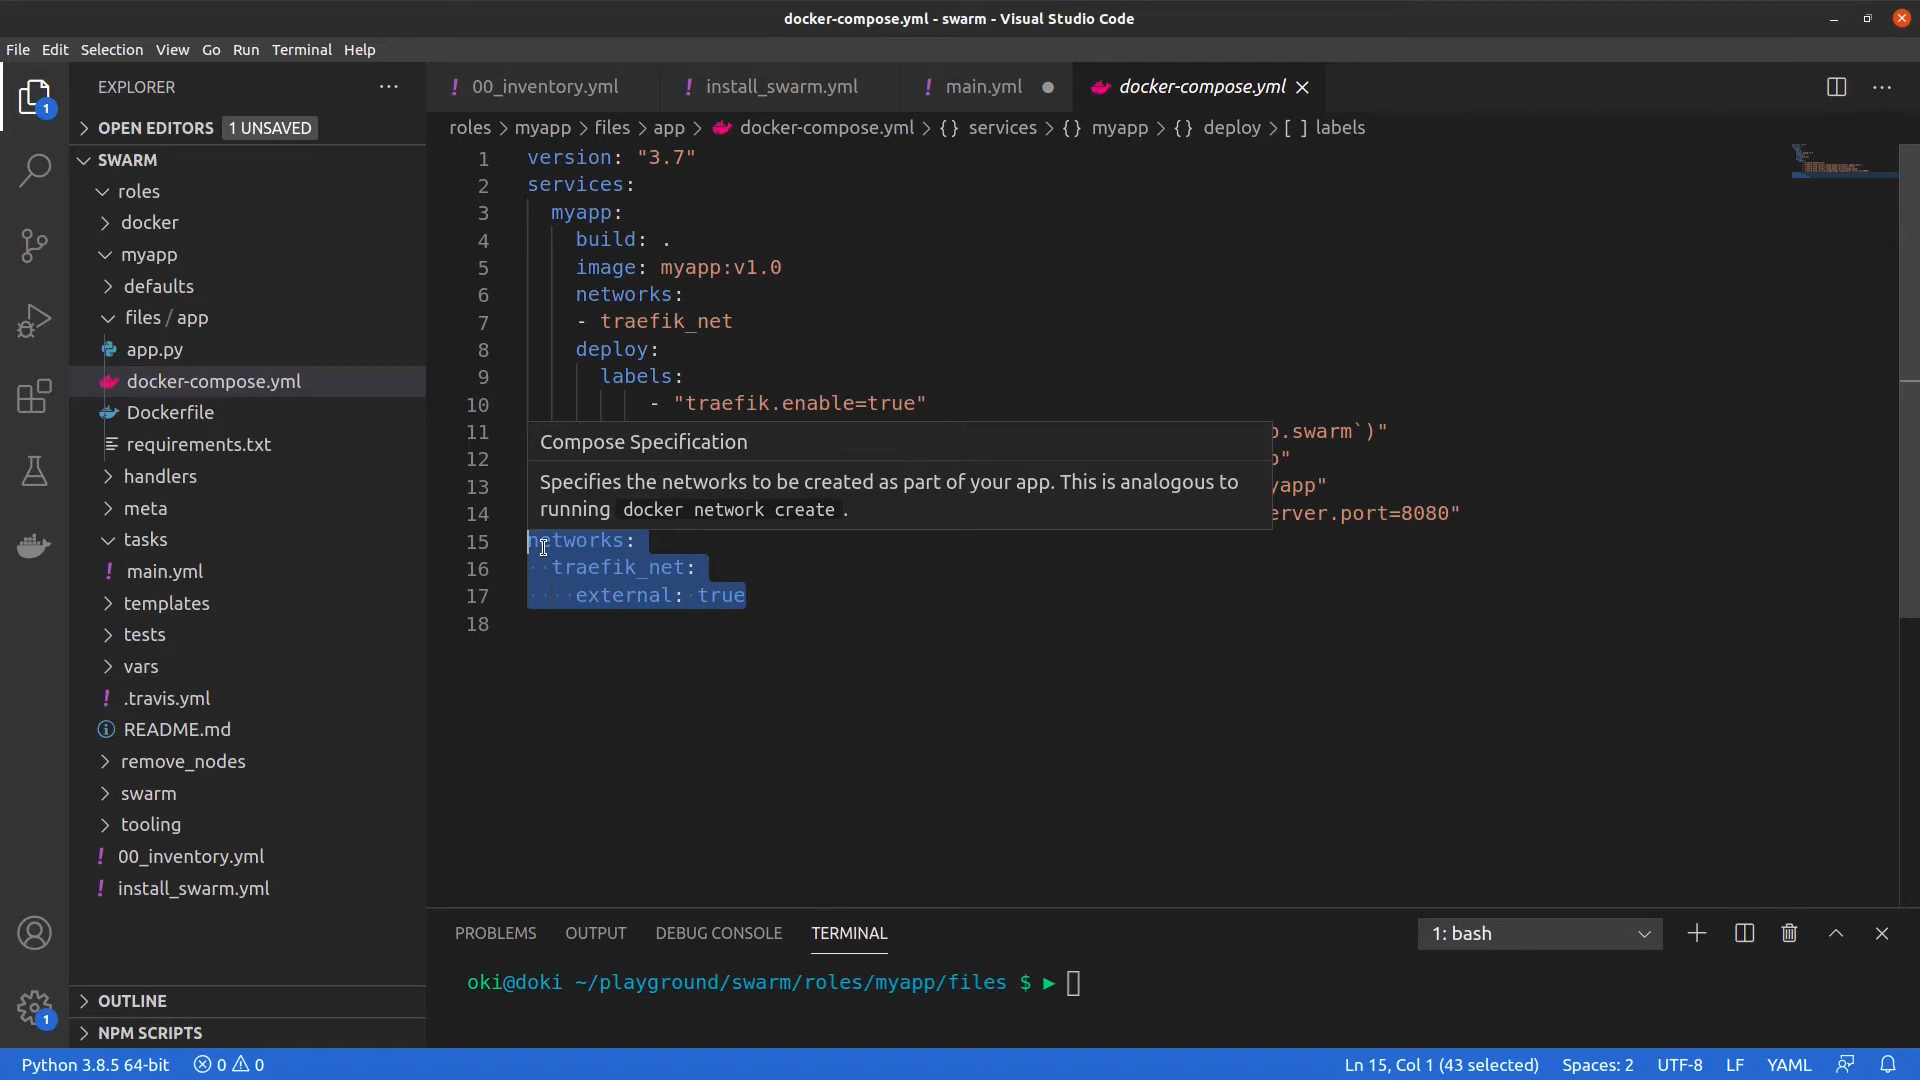 docker-compose.yml - swarm - Visual Studio Code
File Edit Selection View Go Run Terminal Help
EXPLORER
OPEN EDITORS 1 UNSAVED
SWARM
roles
docker
myapp
defaults
files / app
app.py
docker-compose.yml
Dockerfile
requirements.txt
handlers
meta
tasks
main.yml
templates
tests
vars
.travis.yml
README.md
remove_nodes
swarm
tooling
00_inventory.yml
install_swarm.yml
OUTLINE
NPM SCRIPTS
1
1
00_inventory.yml install_swarm.yml main.yml docker-compose.yml
roles > myapp > files > app > docker-compose.yml > {} services > {} myapp > {} deploy > [ ] labels
1 version: "3.7"
2 services:
3 myapp:
4 build: .
5 image: myapp:v1.0
6 networks:
7 - traefik_net
8 deploy:
9 labels:
10 - "traefik.enable=true"
11 .swarm`)"
12 "
13 yapp"
14 erver.port=8080"
Compose Specification
Specifies the networks to be created as part of your app. This is analogous to
running docker network create .
15 networks:
16 traefik_net:
17 external: true
18
PROBLEMS OUTPUT DEBUG CONSOLE TERMINAL 1: bash
oki@doki ~/playground/swarm/roles/myapp/files $ ▶
Python 3.8.5 64-bit 0 0 Ln 15, Col 1 (43 selected) Spaces: 2 UTF-8 LF YAML